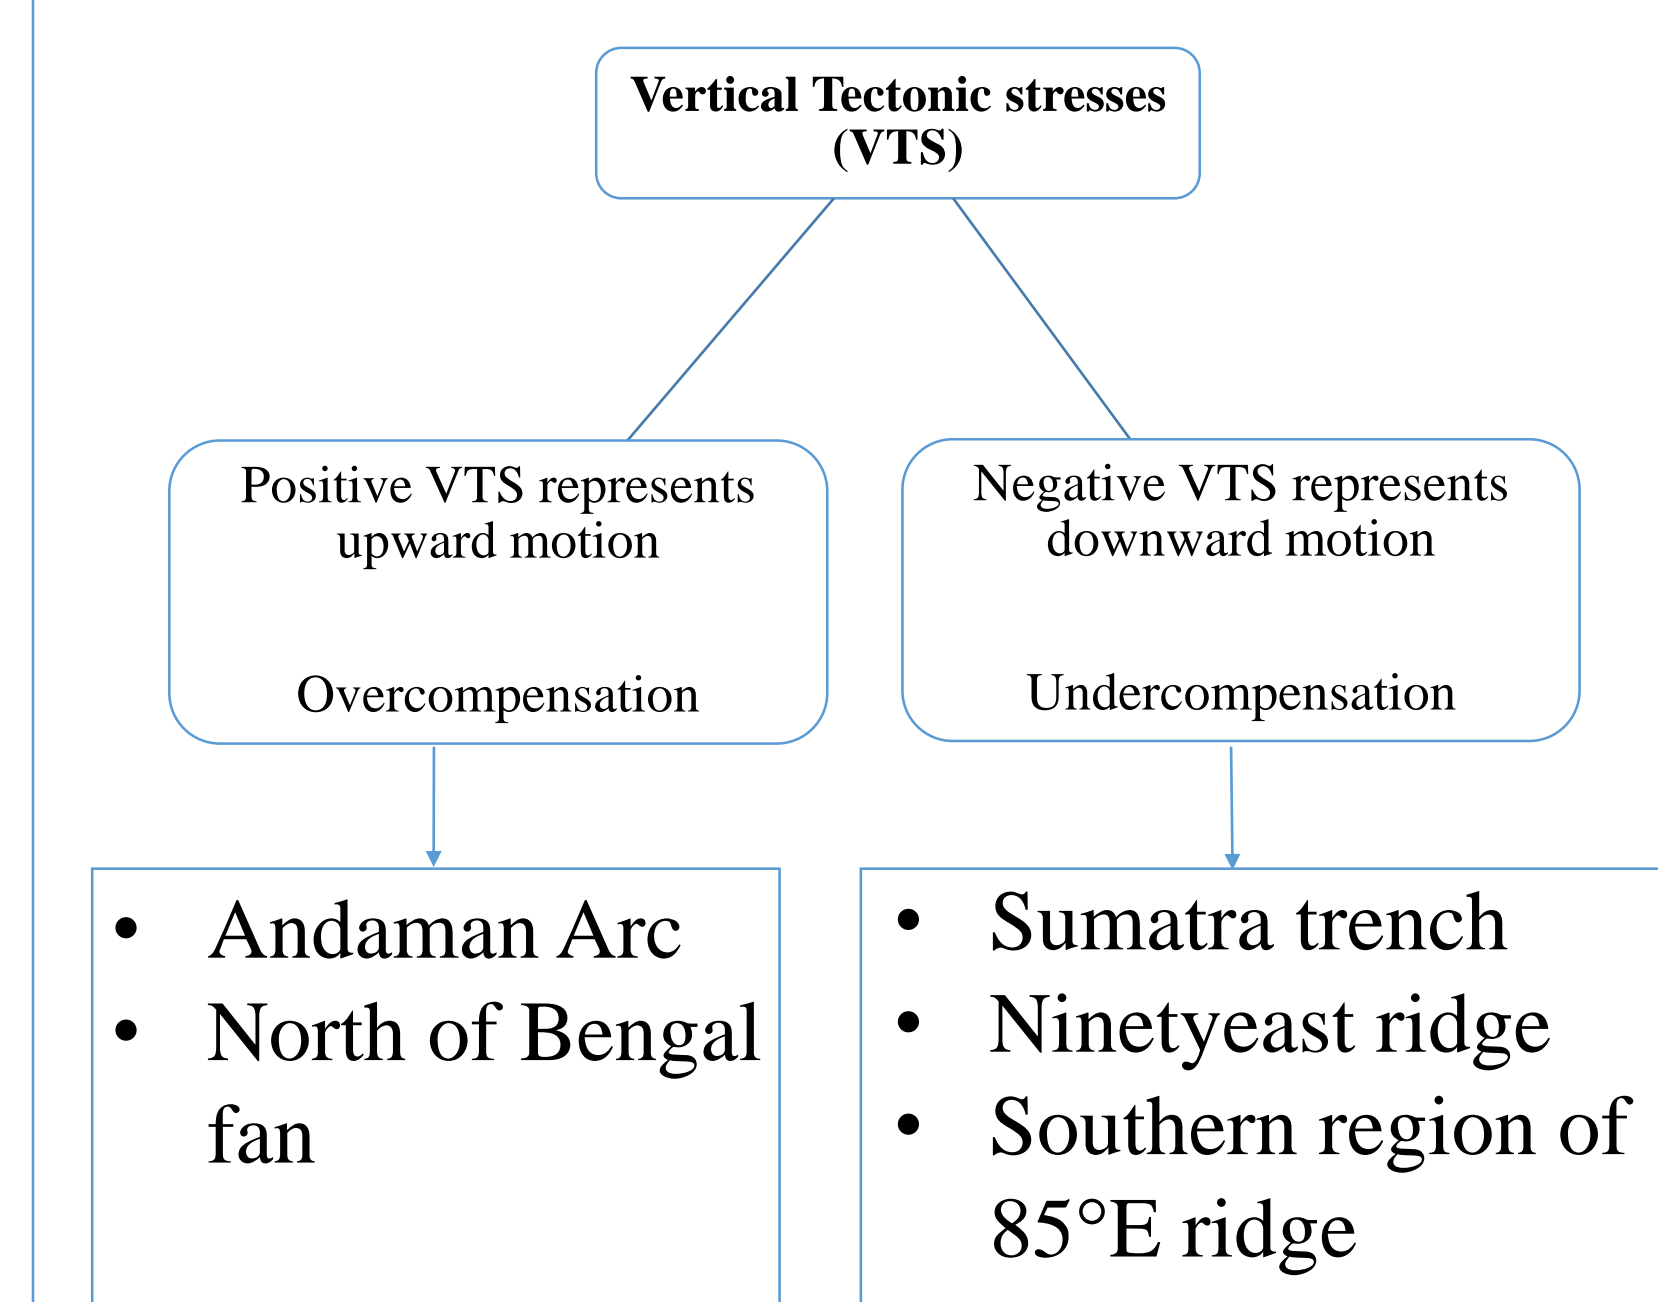 Vertical Tectonic stresses
(VTS)
Positive VTS represents
upward motion
Overcompensation
Negative VTS represents
downward motion
Undercompensation
• Andaman Arc
• North of Bengal
fan
• Sumatra trench
• Ninetyeast ridge
• Southern region of
85°E ridge